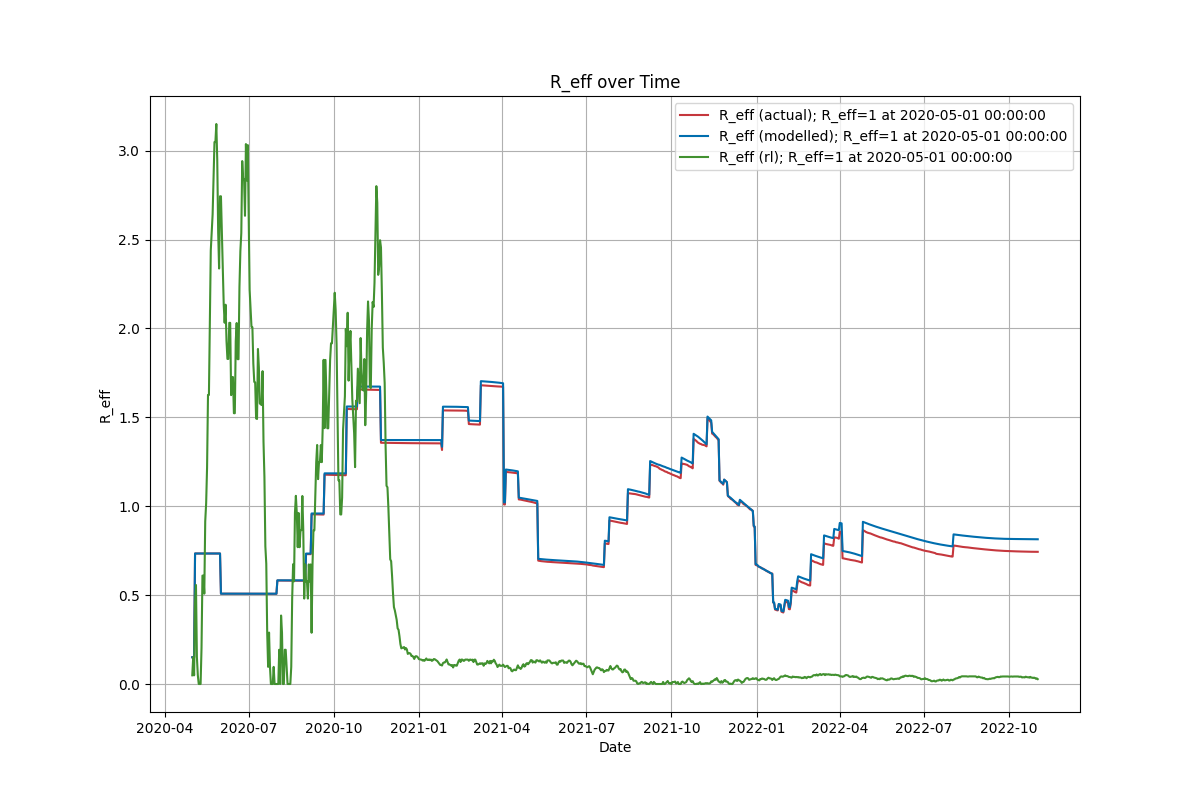 R_eff over Time
R_eff (actual); R_eff=1 at 2020-05-01 00:00:00
R_eff (modelled); R_eff=1 at 2020-05-01 00:00:00
R_eff (rl); R_eff=1 at 2020-05-01 00:00:00
R_eff
3.0
2.5
2.0
1.5
1.0
0.5
0.0
2020-04 2020-07 2020-10 2021-01 2021-04 2021-07 2021-10 2022-01 2022-04 2022-07 2022-10
Date